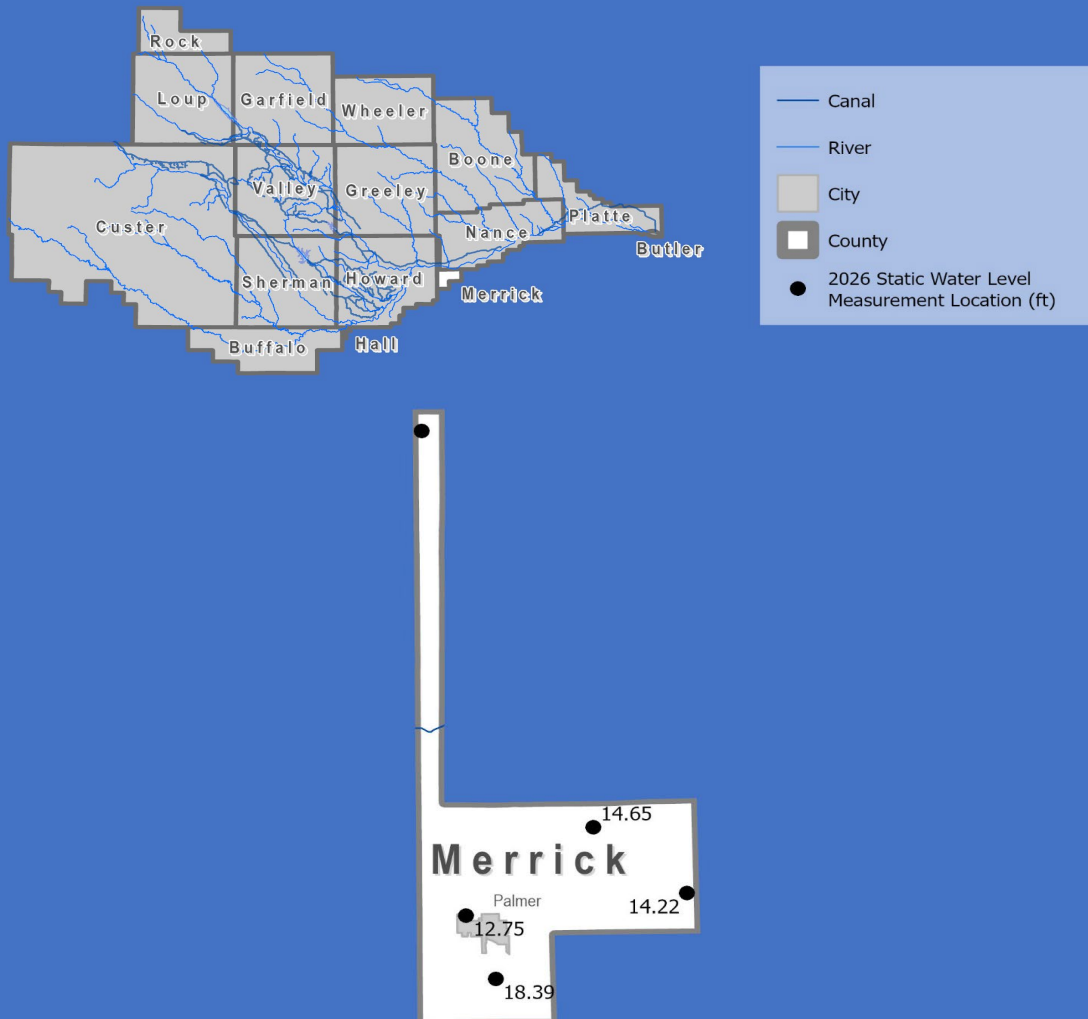 Rock
Loup
Garfield
Wheeler
Boone
Custer
Valley
Greeley
Nance
Platte
Butler
Sherman
Howard
Merrick
Buffalo
Hall
Canal
River
City
County
2026 Static Water Level
Measurement Location (ft)
14.65
Merrick
Palmer
14.22
12.75
18.39